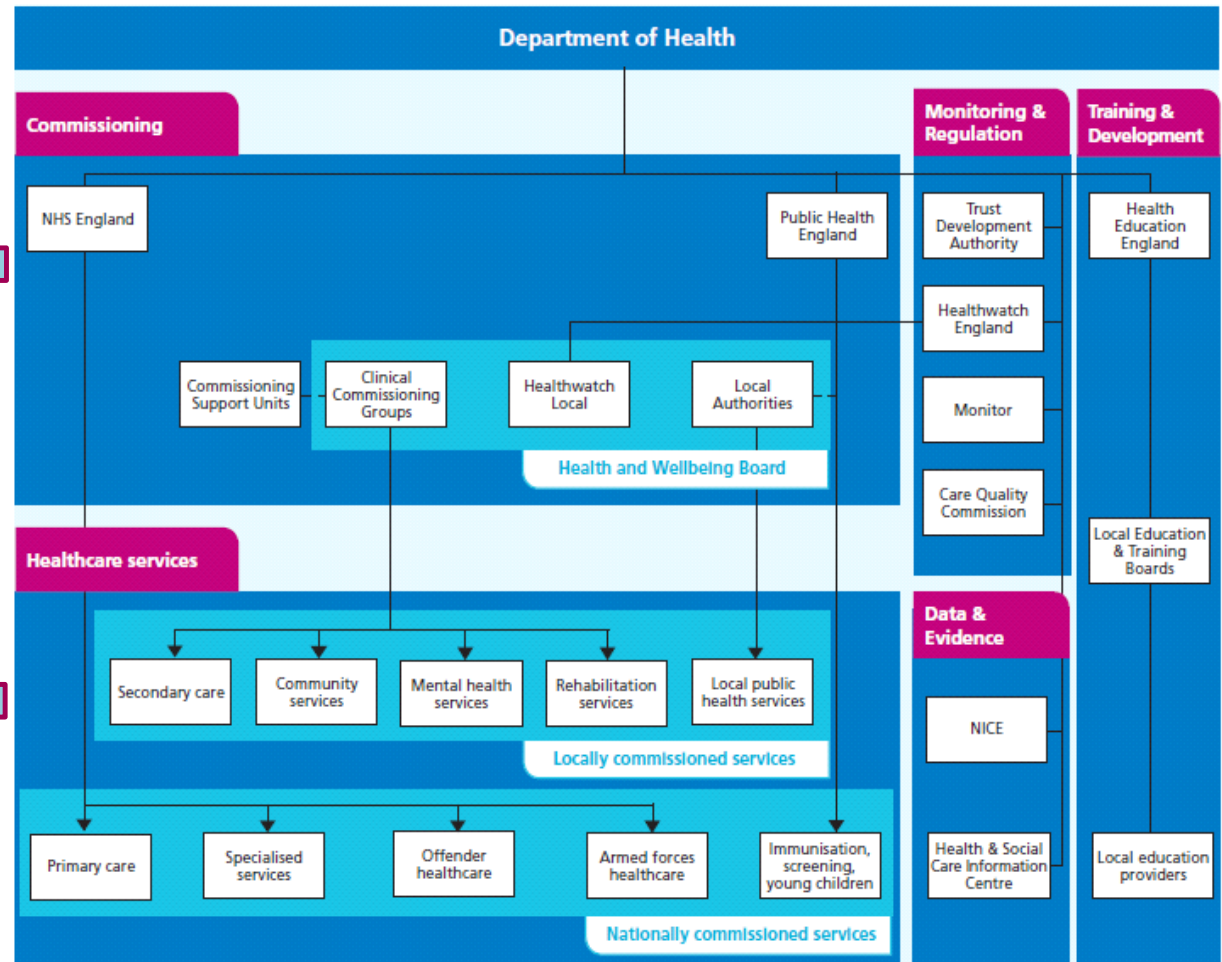 Department of Health
Commissioning
Monitoring &
Regulation
Training &
Development
NHS England
Public Health
England
Trust
Development
Authority
Health
Education
England
Healthwatch
England
Commissioning
Support Units
Clinical
Commissioning
Groups
Healthwatch
Local
Local
Authorities
Monitor
Health and Wellbeing Board
Care Quality
Commission
Local Education
& Training
Boards
Healthcare services
Data &
Evidence
Secondary care
Community
services
Mental health
services
Rehabilitation
services
Local public
health services
NICE
Locally commissioned services
Primary care
Specialised
services
Offender
healthcare
Armed forces
healthcare
Immunisation,
screening,
young children
Health & Social
Care Information
Centre
Local education
providers
Nationally commissioned services